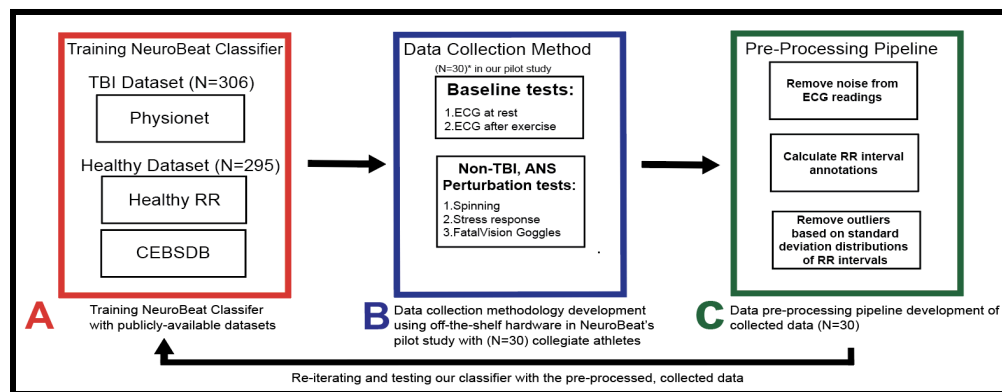 Training NeuroBeat Classifier
TBI Dataset (N=306)
Physionet
Healthy Dataset (N=295)
Healthy RR
CEBSDB
A
Training NeuroBeat Classifer
with publicly-available datasets
Data Collection Method
(N=30)* in our pilot study
Baseline tests:
1.ECG at rest
2.ECG after exercise
Non-TBI, ANS
Perturbation tests:
1.Spinning
2.Stress response
3.FatalVision Goggles
B
Data collection methodology development
using off-the-shelf hardware in NeuroBeat's
pilot study with (N=30) collegiate athletes
Pre-Processing Pipeline
Remove noise from
ECG readings
Calculate RR interval
annotations
Remove outliers
based on standard
deviation distributions
of RR intervals
C
Data pre-processing pipeline development of
collected data (N=30)
Re-iterating and testing our classifier with the pre-processed, collected data